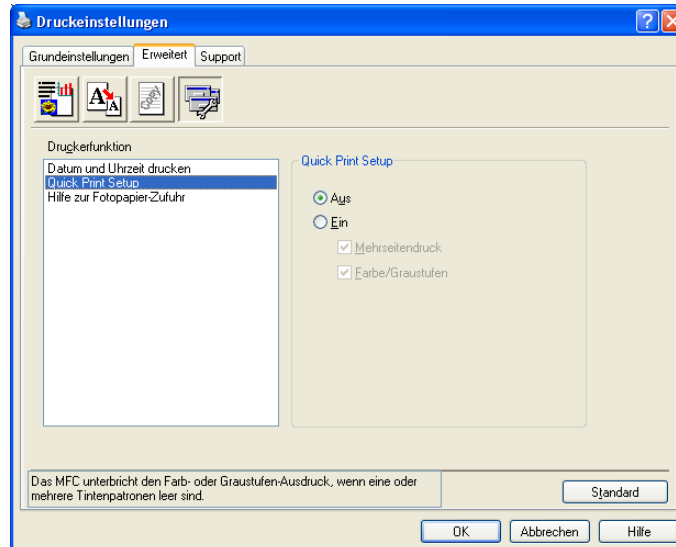 Druckeinstellungen
Grundeinstellungen Erweitert Support
Druckerfunktion
Datum und Uhrzeit drucken
Quick Print Setup
Hilfe zur Fotopapier-Zufuhr
Quick Print Setup
Aus
Ein
Mehrseitendruck
Farbe/Graustufen
Das MFC unterbricht den Farb- oder Graustufen-Ausdruck, wenn eine oder
mehrere Tintenpatronen leer sind.
Standard
OK Abbrechen Hilfe